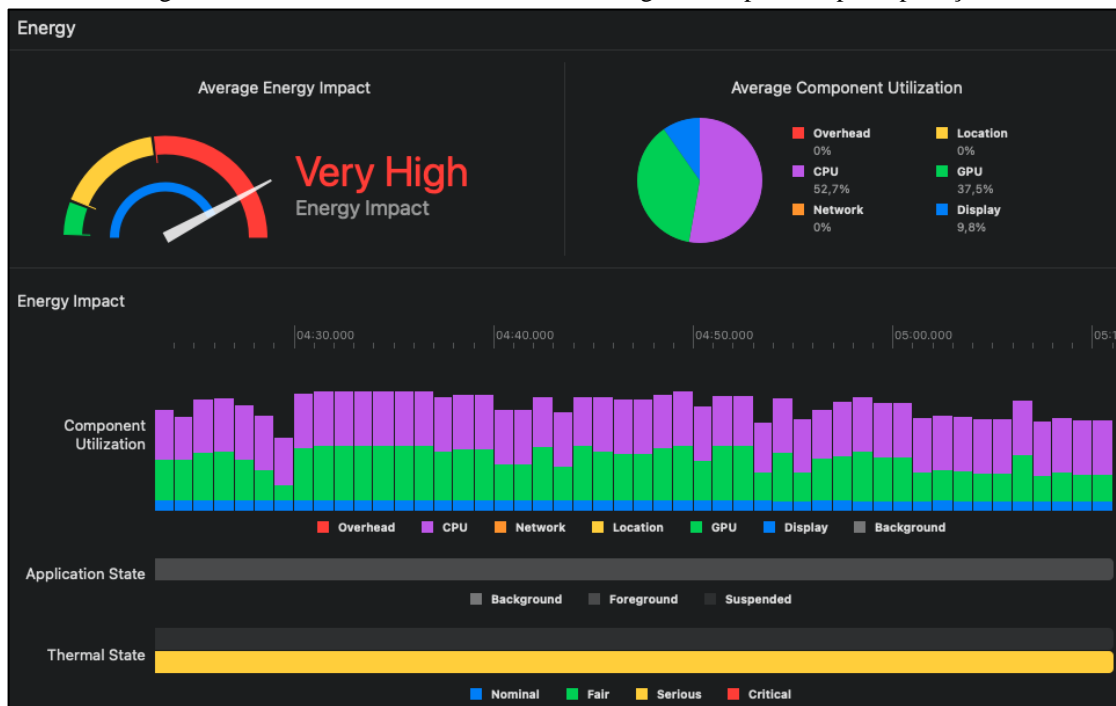 Energy
Average Energy Impact
Very High
Energy Impact
Average Component Utilization
Overhead
0%
Location
0%
CPU
52,7%
GPU
37,5%
Network
0%
Display
9,8%
Energy Impact
04:30.000 04:40.000 04:50.000 05:00.000
Component
Utilization
Overhead CPU Network Location GPU Display Background
Application State
Background Foreground Suspended
Thermal State
Nominal Fair Serious Critical